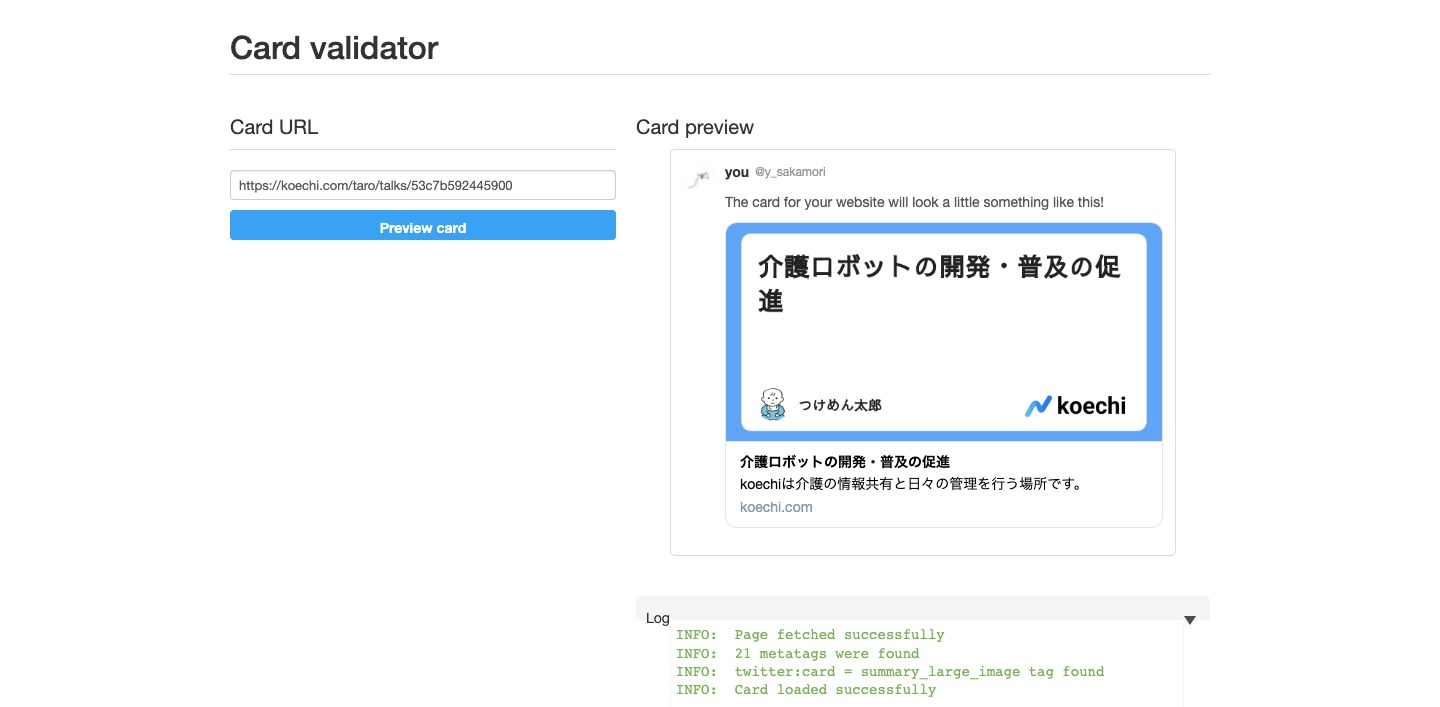 Card validator
Card URL
https://koechi.com/taro/talks/53c7b592445900
Preview card
Card preview
you @y_sakamori
The card for your website will look a little something like this!
介護ロボットの開発・普及の促
進
つけめん太郎
koechi
介護ロボットの開発・普及の促進
koechiは介護の情報共有と日々の管理を行う場所です。
koechi.com
Log
INFO:  Page fetched successfully
INFO:  21 metatags were found
INFO:  twitter:card = summary_large_image tag found
INFO:  Card loaded successfully